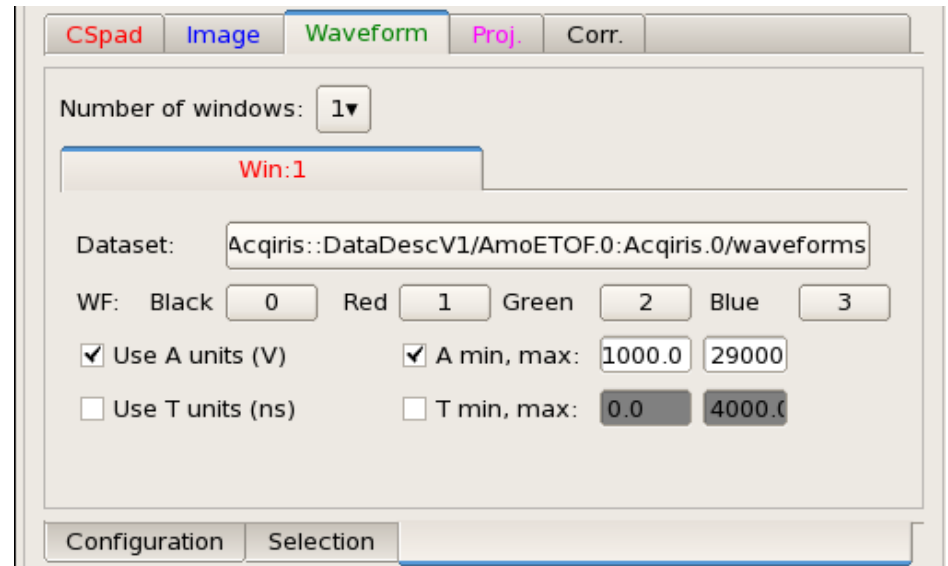 CSpad Image Waveform Proj. Corr.
Number of windows: 1▾
Win:1
Dataset: Acqiris::DataDescV1/AmoETOF.0:Acqiris.0/waveforms
WF: Black 0 Red 1 Green 2 Blue 3
Use A units (V) A min, max: 1000.0 29000
Use T units (ns) T min, max: 0.0 4000.(
Configuration Selection